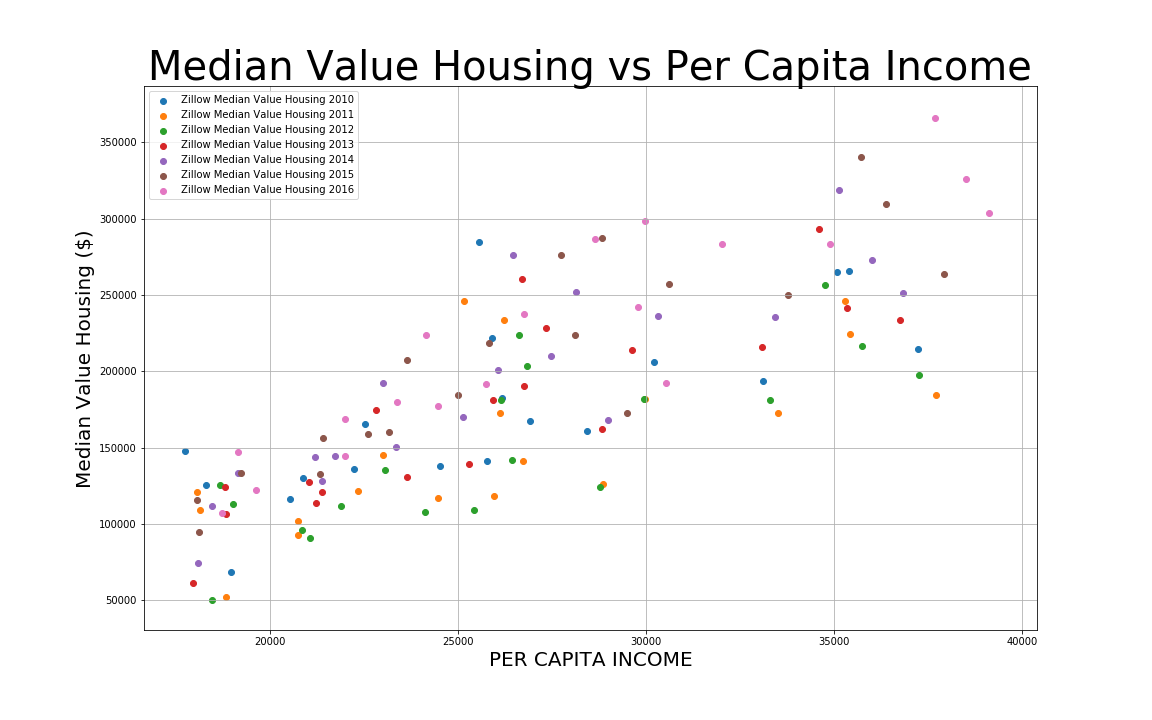 Median Value Housing vs Per Capita Income
Zillow Median Value Housing 2010
Zillow Median Value Housing 2011
Zillow Median Value Housing 2012
Zillow Median Value Housing 2013
Zillow Median Value Housing 2014
Zillow Median Value Housing 2015
Zillow Median Value Housing 2016
Median Value Housing ($)
350000
300000
250000
200000
150000
100000
50000
20000 25000 30000 35000 40000
PER CAPITA INCOME